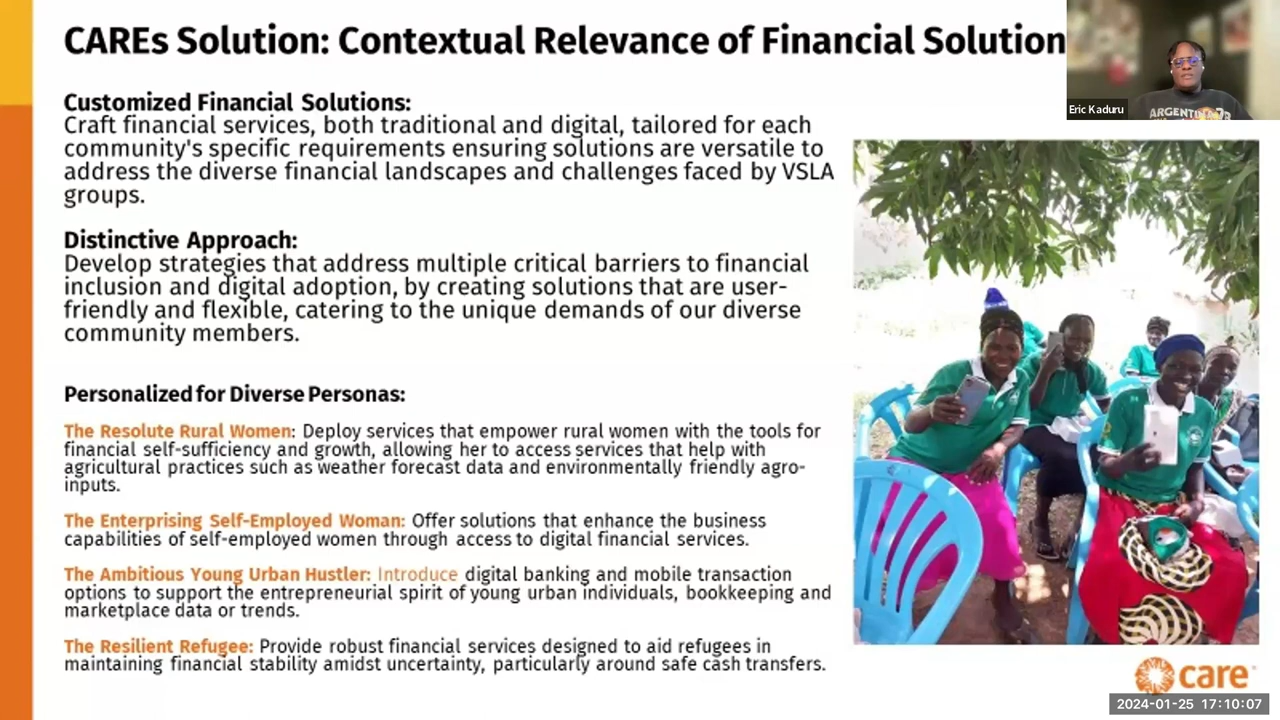 CAREs Solution: Contextual Relevance of Financial Solution
Eric Kaduru
Customized Financial Solutions:
Craft financial services, both traditional and digital, tailored for each
community's specific requirements ensuring solutions are versatile to
address the diverse financial landscapes and challenges faced by VSLA
groups.
Distinctive Approach:
Develop strategies that address multiple critical barriers to financial
inclusion and digital adoption, by creating solutions that are user-
friendly and flexible, catering to the unique demands of our diverse
community members.
Personalized for Diverse Personas:
The Resolute Rural Women: Deploy services that empower rural women with the tools for
financial self-sufficiency and growth, allowing her to access services that help with
agricultural practices such as weather forecast data and environmentally friendly agro-
inputs.
The Enterprising Self-Employed Woman: Offer solutions that enhance the business
capabilities of self-employed women through access to digital financial services.
The Ambitious Young Urban Hustler: Introduce digital banking and mobile transaction
options to support the entrepreneurial spirit of young urban individuals, bookkeeping and
marketplace data or trends.
The Resilient Refugee: Provide robust financial services designed to aid refugees in
maintaining financial stability amidst uncertainty, particularly around safe cash transfers.
care
2024-01-25 17:10:07